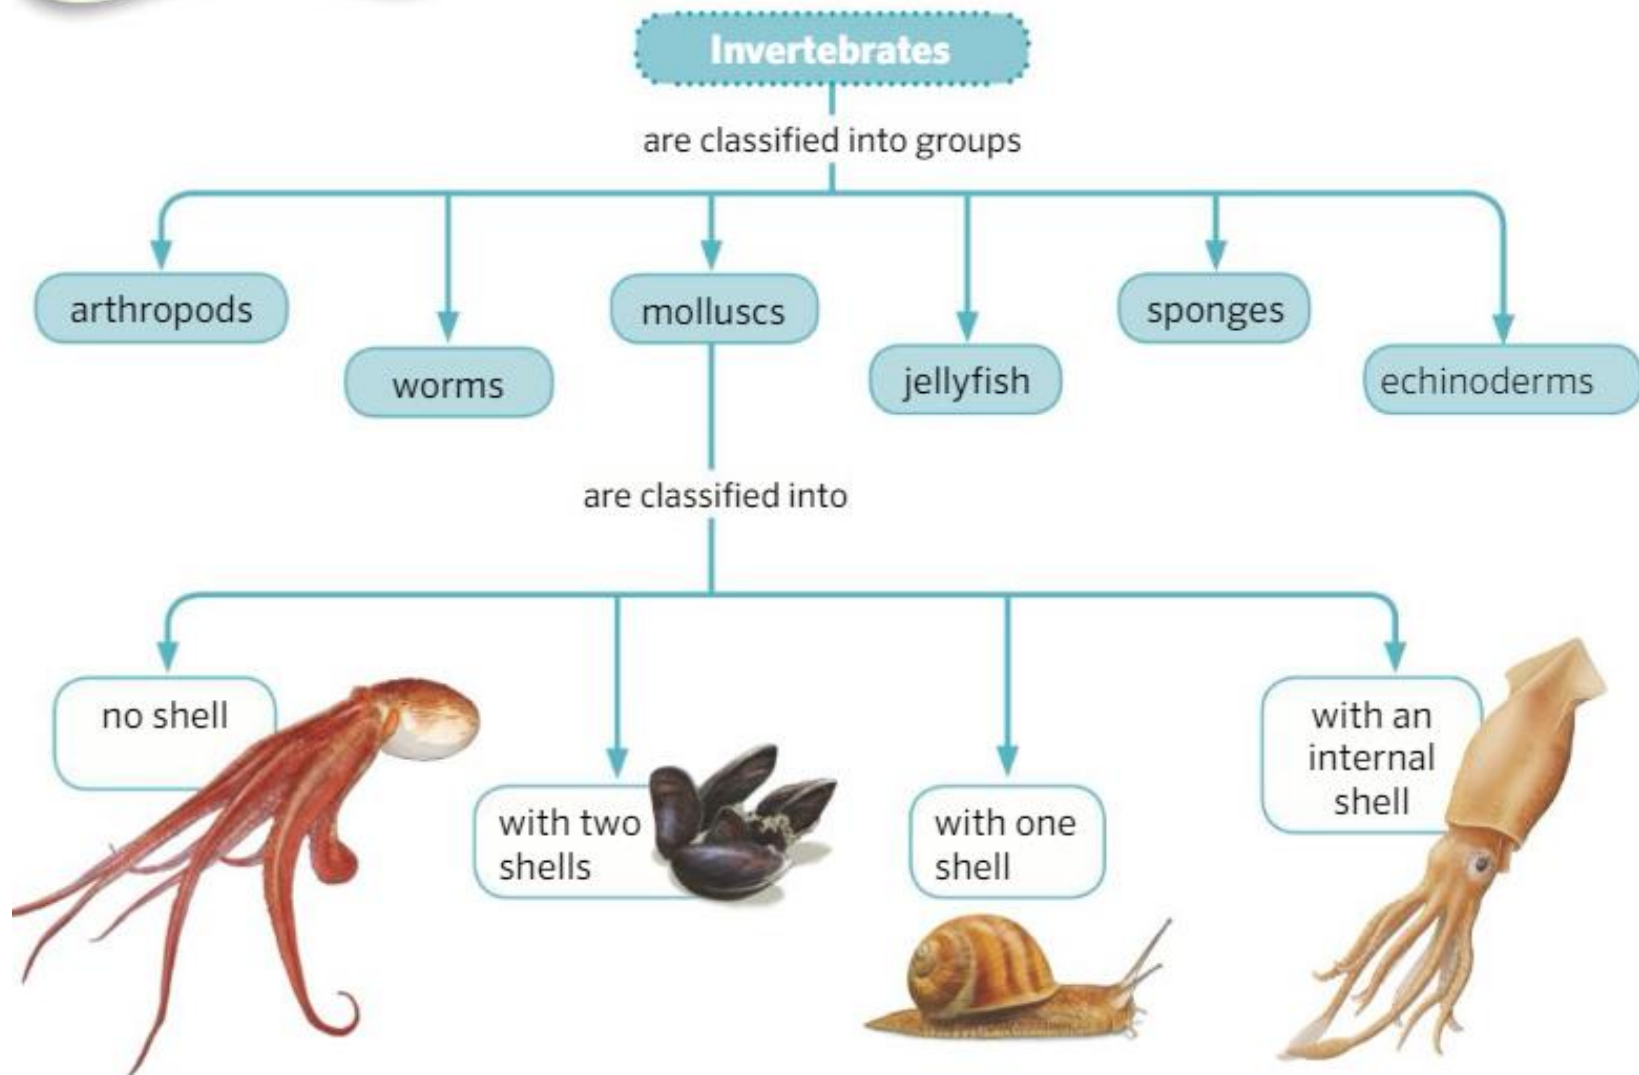 Invertebrates
are classified into groups
arthropods
worms
molluscs
jellyfish
sponges
echinoderms
are classified into
no shell
with two
shells
with one
shell
with an
internal
shell